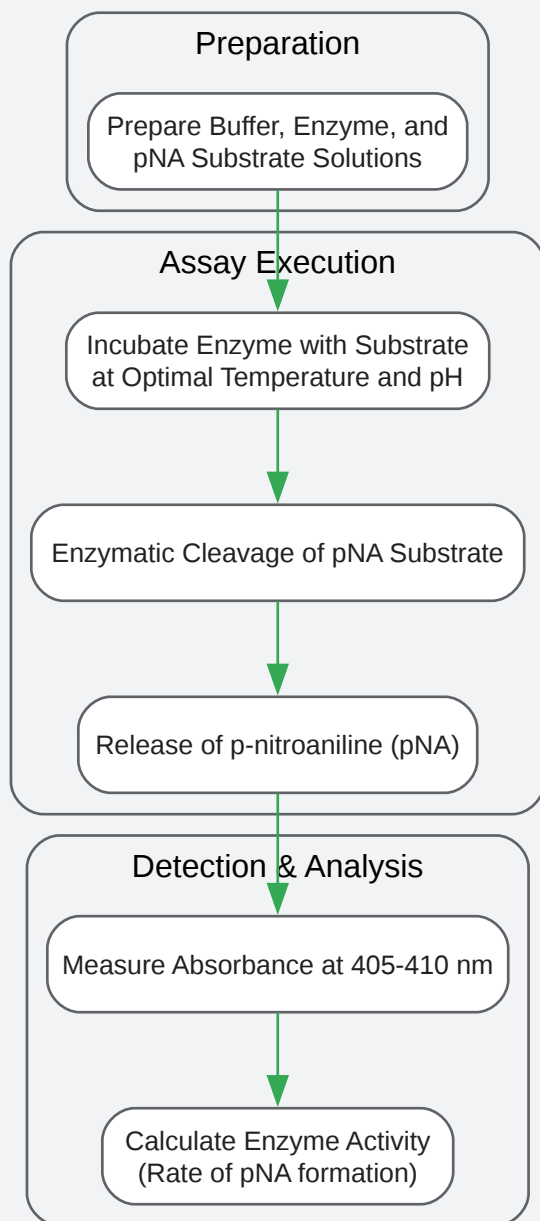 Preparation
Prepare Buffer, Enzyme, and
pNA Substrate Solutions
Assay Execution
Incubate Enzyme with Substrate
at Optimal Temperature and pH
Enzymatic Cleavage of pNA Substrate
Release of p-nitroaniline (pNA)
Detection & Analysis
Measure Absorbance at 405-410 nm
Calculate Enzyme Activity
(Rate of pNA formation)